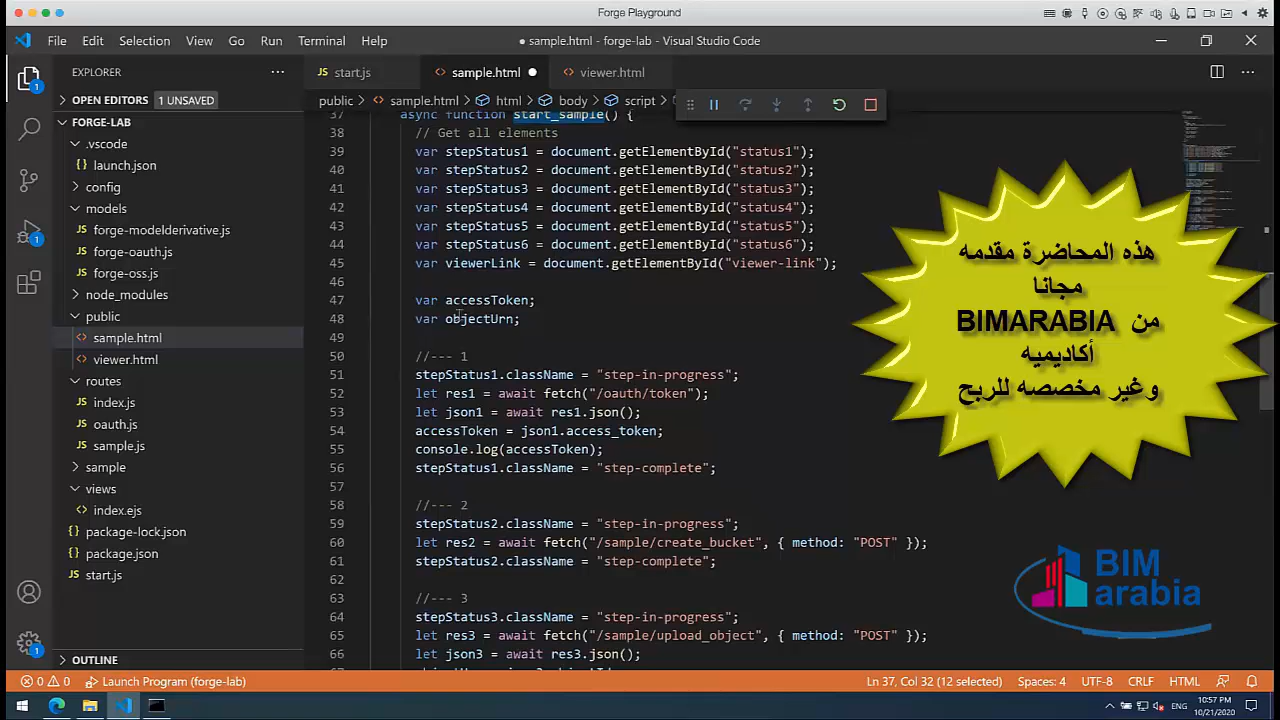 Forge Playground
File Edit Selection View Go Run Terminal Help
● sample.html - forge-lab - Visual Studio Code
EXPLORER
start.js
sample.html
viewer.html
OPEN EDITORS 1 UNSAVED
public > sample.html > html > body > script >
FORGE-LAB
.vscode
launch.json
config
models
forge-modelderivative.js
forge-oauth.js
forge-oss.js
node_modules
public
sample.html
viewer.html
routes
index.js
oauth.js
sample.js
sample
views
index.ejs
package-lock.json
package.json
start.js
OUTLINE
37 async function start_sample() {
38 // Get all elements
39 var stepStatus1 = document.getElementById("status1");
40 var stepStatus2 = document.getElementById("status2");
41 var stepStatus3 = document.getElementById("status3");
42 var stepStatus4 = document.getElementById("status4");
43 var stepStatus5 = document.getElementById("status5");
44 var stepStatus6 = document.getElementById("status6");
45 var viewerLink = document.getElementById("viewer-link");
46
47 var accessToken;
48 var objectUrn;
49
50 //--- 1
51 stepStatus1.className = "step-in-progress";
52 let res1 = await fetch("/oauth/token");
53 let json1 = await res1.json();
54 accessToken = json1.access_token;
55 console.log(accessToken);
56 stepStatus1.className = "step-complete";
57
58 //--- 2
59 stepStatus2.className = "step-in-progress";
60 let res2 = await fetch("/sample/create_bucket", { method: "POST" });
61 stepStatus2.className = "step-complete";
62
63 //--- 3
64 stepStatus3.className = "step-in-progress";
65 let res3 = await fetch("/sample/upload_object", { method: "POST" });
66 let json3 = await res3.json();
هذه المحاضرة مقدمه
مجانا
من BIMARABIA
أكاديميه
وغير مخصصه للربح
BIM
arabia
0 0 Launch Program (forge-lab) Ln 37, Col 32 (12 selected) Spaces: 4 UTF-8 CRLF HTML
ENG 10:57 PM
10/21/2020